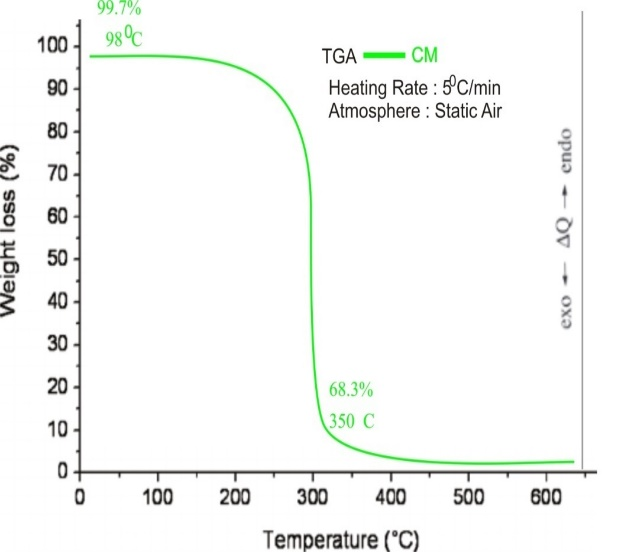 99.7%
98⁰C
TGA CM
Heating Rate : 5⁰C/min
Atmosphere : Static Air
100
90
80
70
60
50
40
30
20
10
0
Weight loss (%)
68.3%
350 C
exo ← ΔQ → endo
0 100 200 300 400 500 600
Temperature (°C)